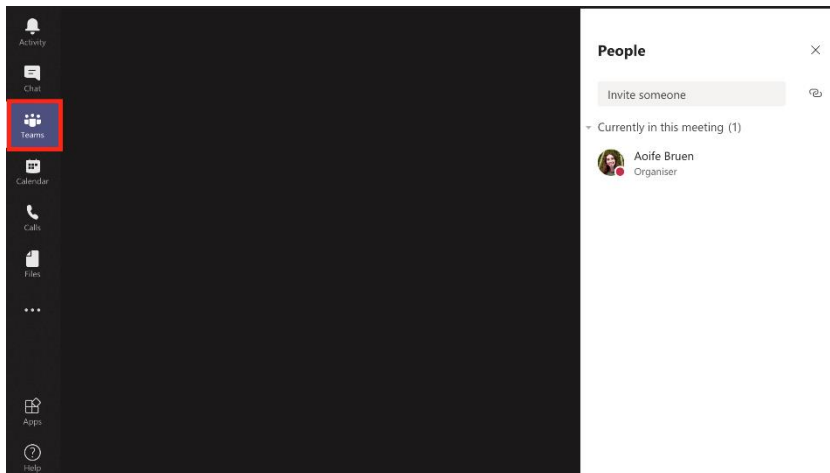 Activity
Chat
Teams
Calendar
Calls
Files
Apps
Help
People
Invite someone
Currently in this meeting (1)
Aoife Bruen
Organiser